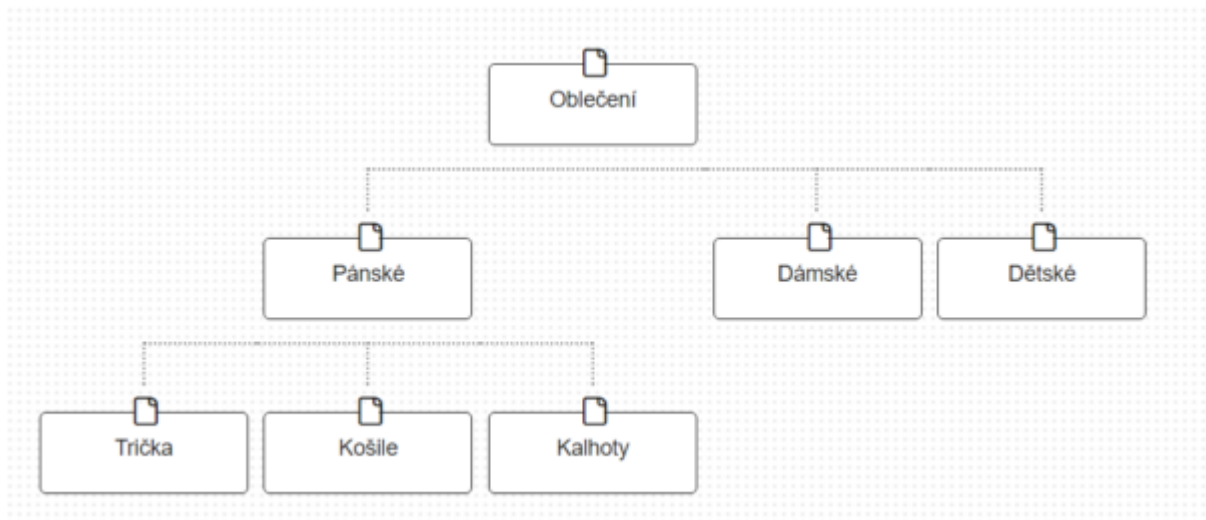 Oblečení
Pánské
Dámské
Dětské
Trička
Košile
Kalhoty